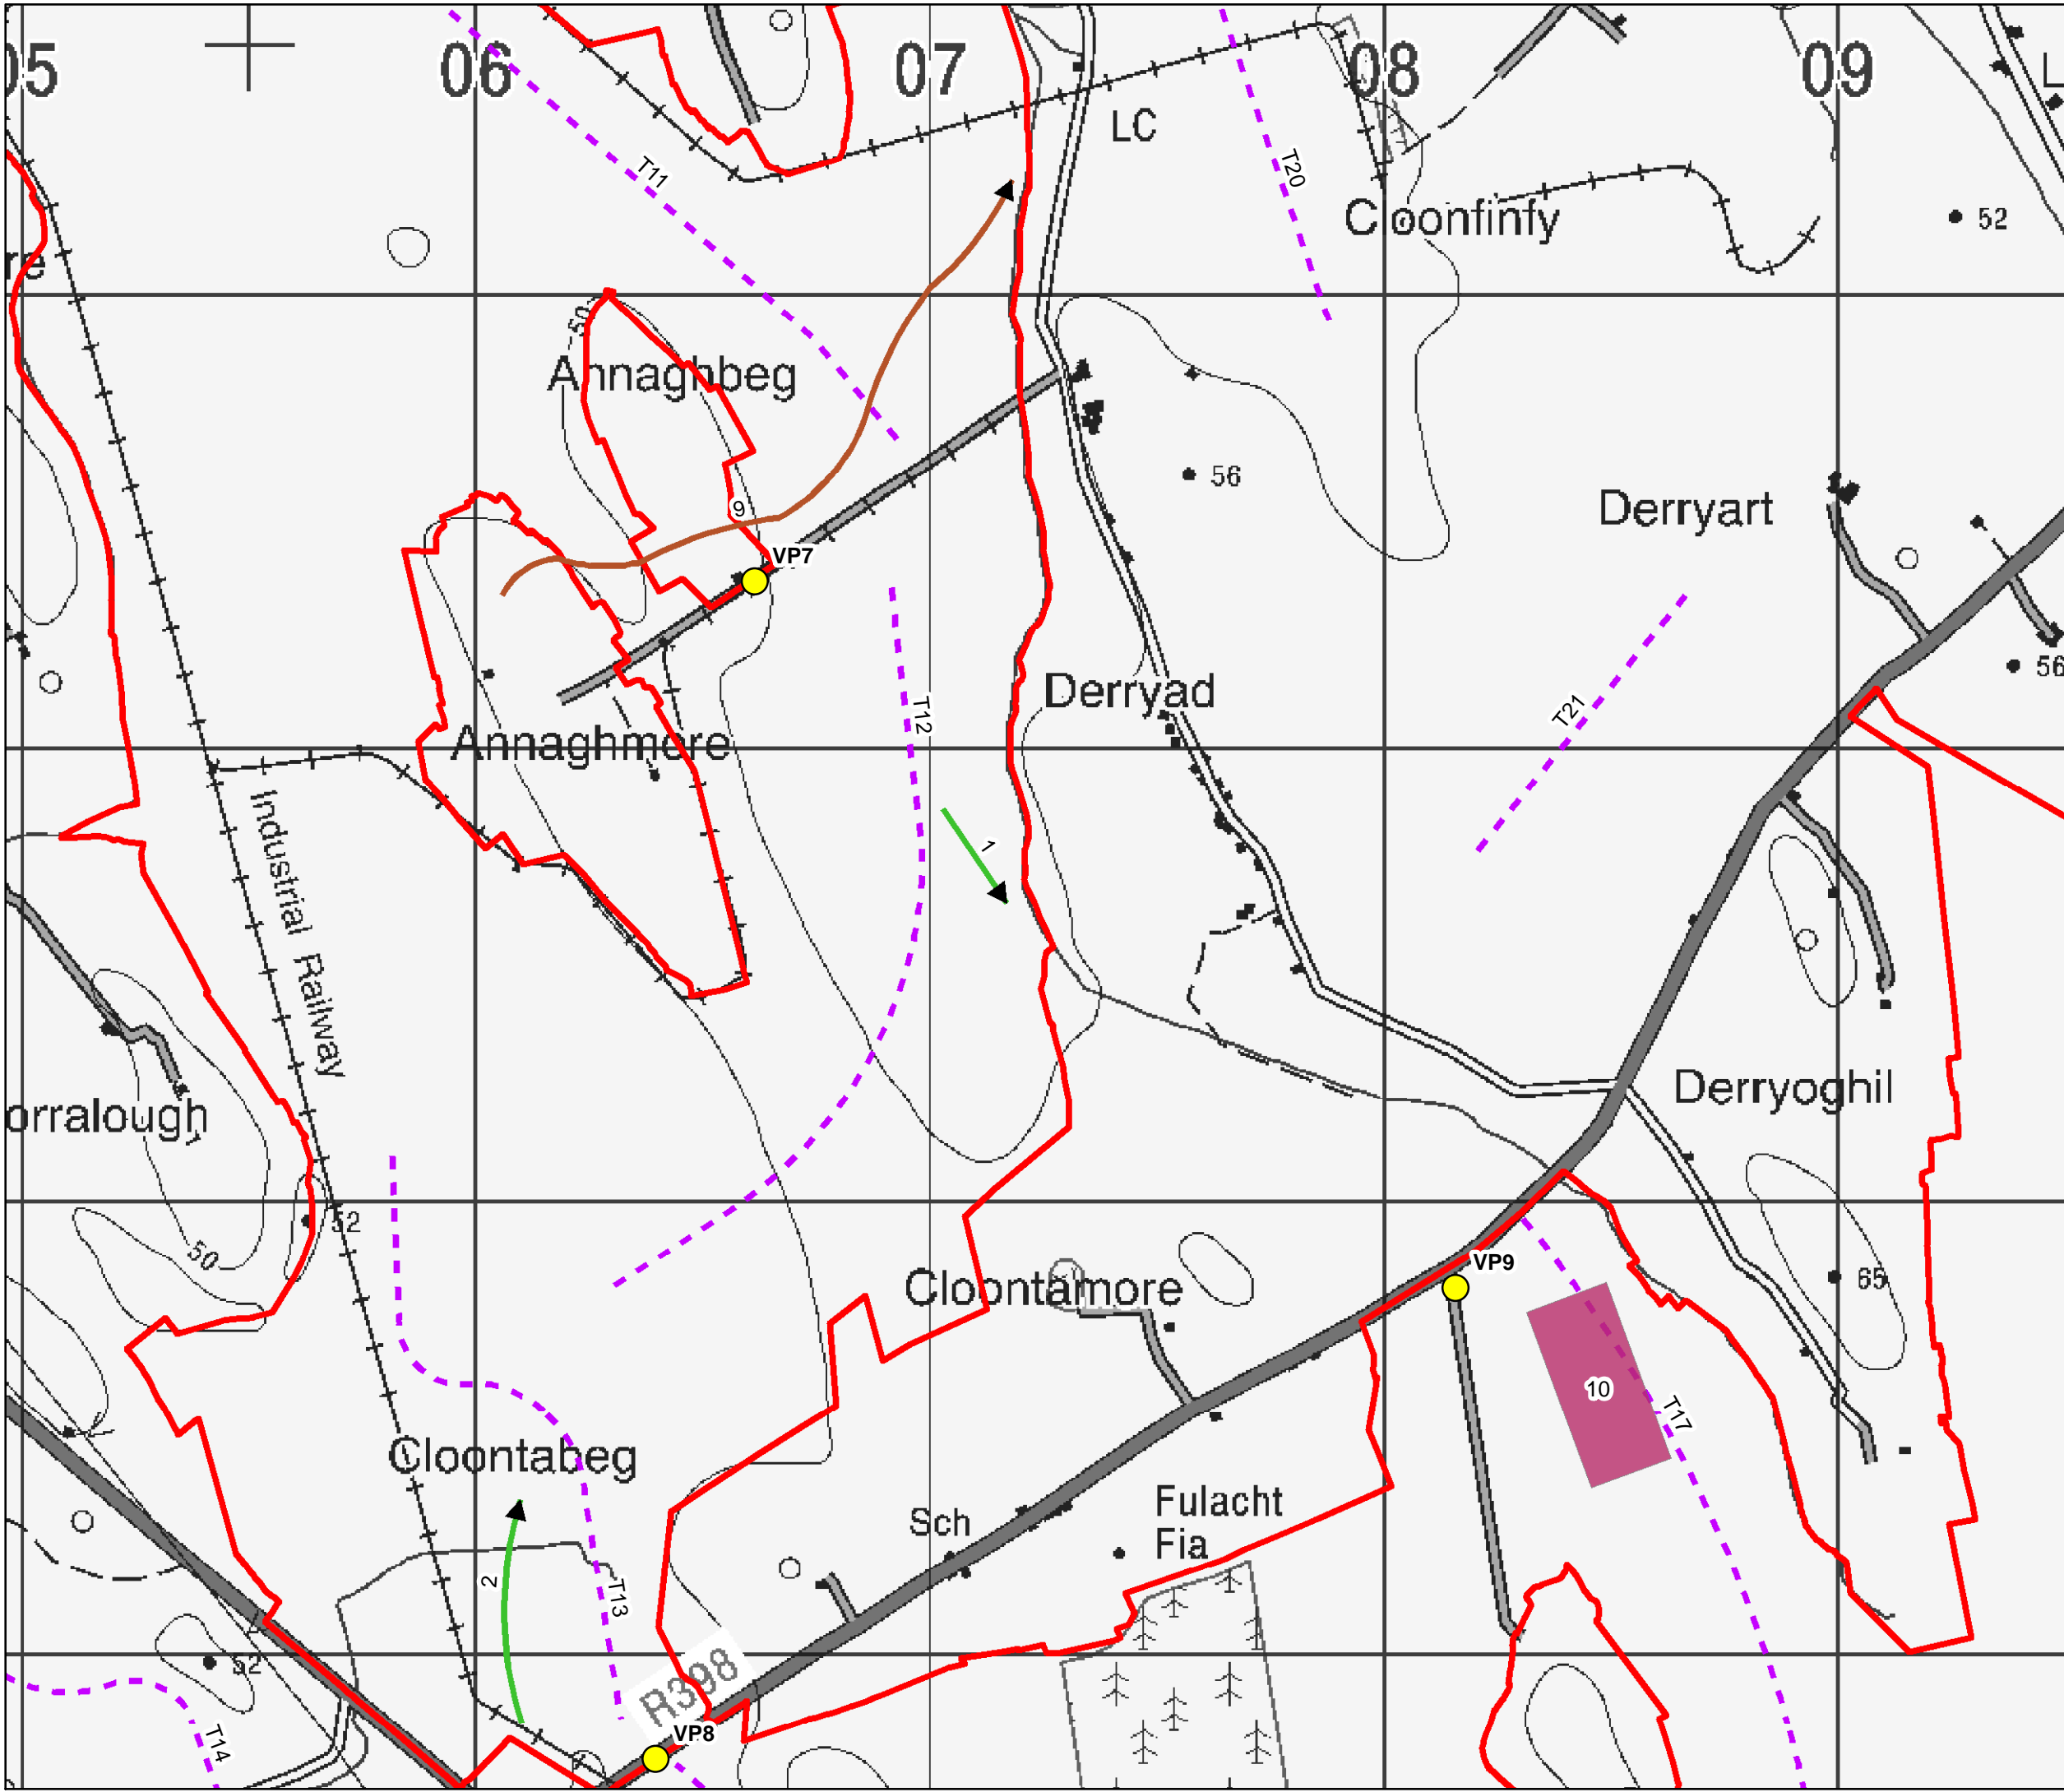 05
06
07
08
09
LC
T11
T20
Cloonfinfy
52
re
50
Annaghbeg
9
VP7
56
Derryart
56
T12
Derryad
T21
Annaghmore
Industrial Railway
1
orralough
Derryoghil
52
50
Cloontamore
VP9
65
10
T17
Cloontabeg
Sch
Fulacht
Fia
2
T13
52
R398
VP8
T14